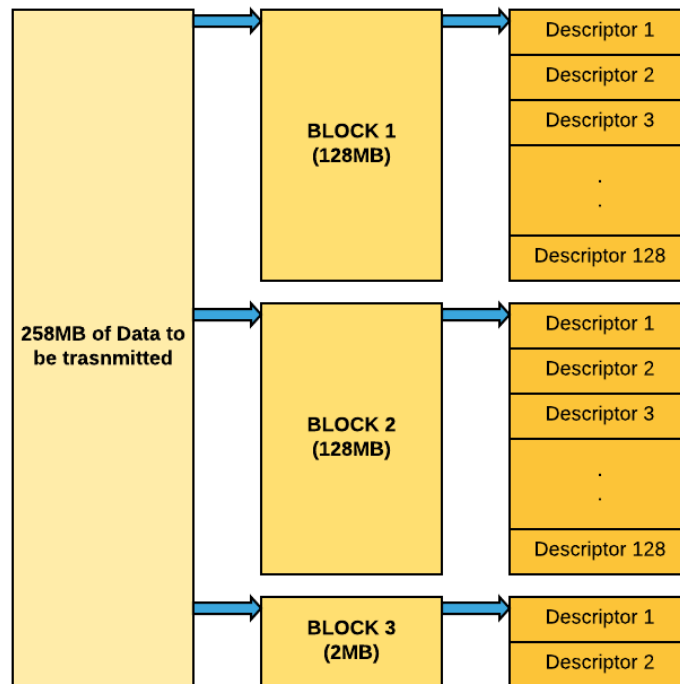 258MB of Data to
be trasnmitted
BLOCK 1
(128MB)
Descriptor 1
Descriptor 2
Descriptor 3
.
.
Descriptor 128
BLOCK 2
(128MB)
Descriptor 1
Descriptor 2
Descriptor 3
.
.
Descriptor 128
BLOCK 3
(2MB)
Descriptor 1
Descriptor 2